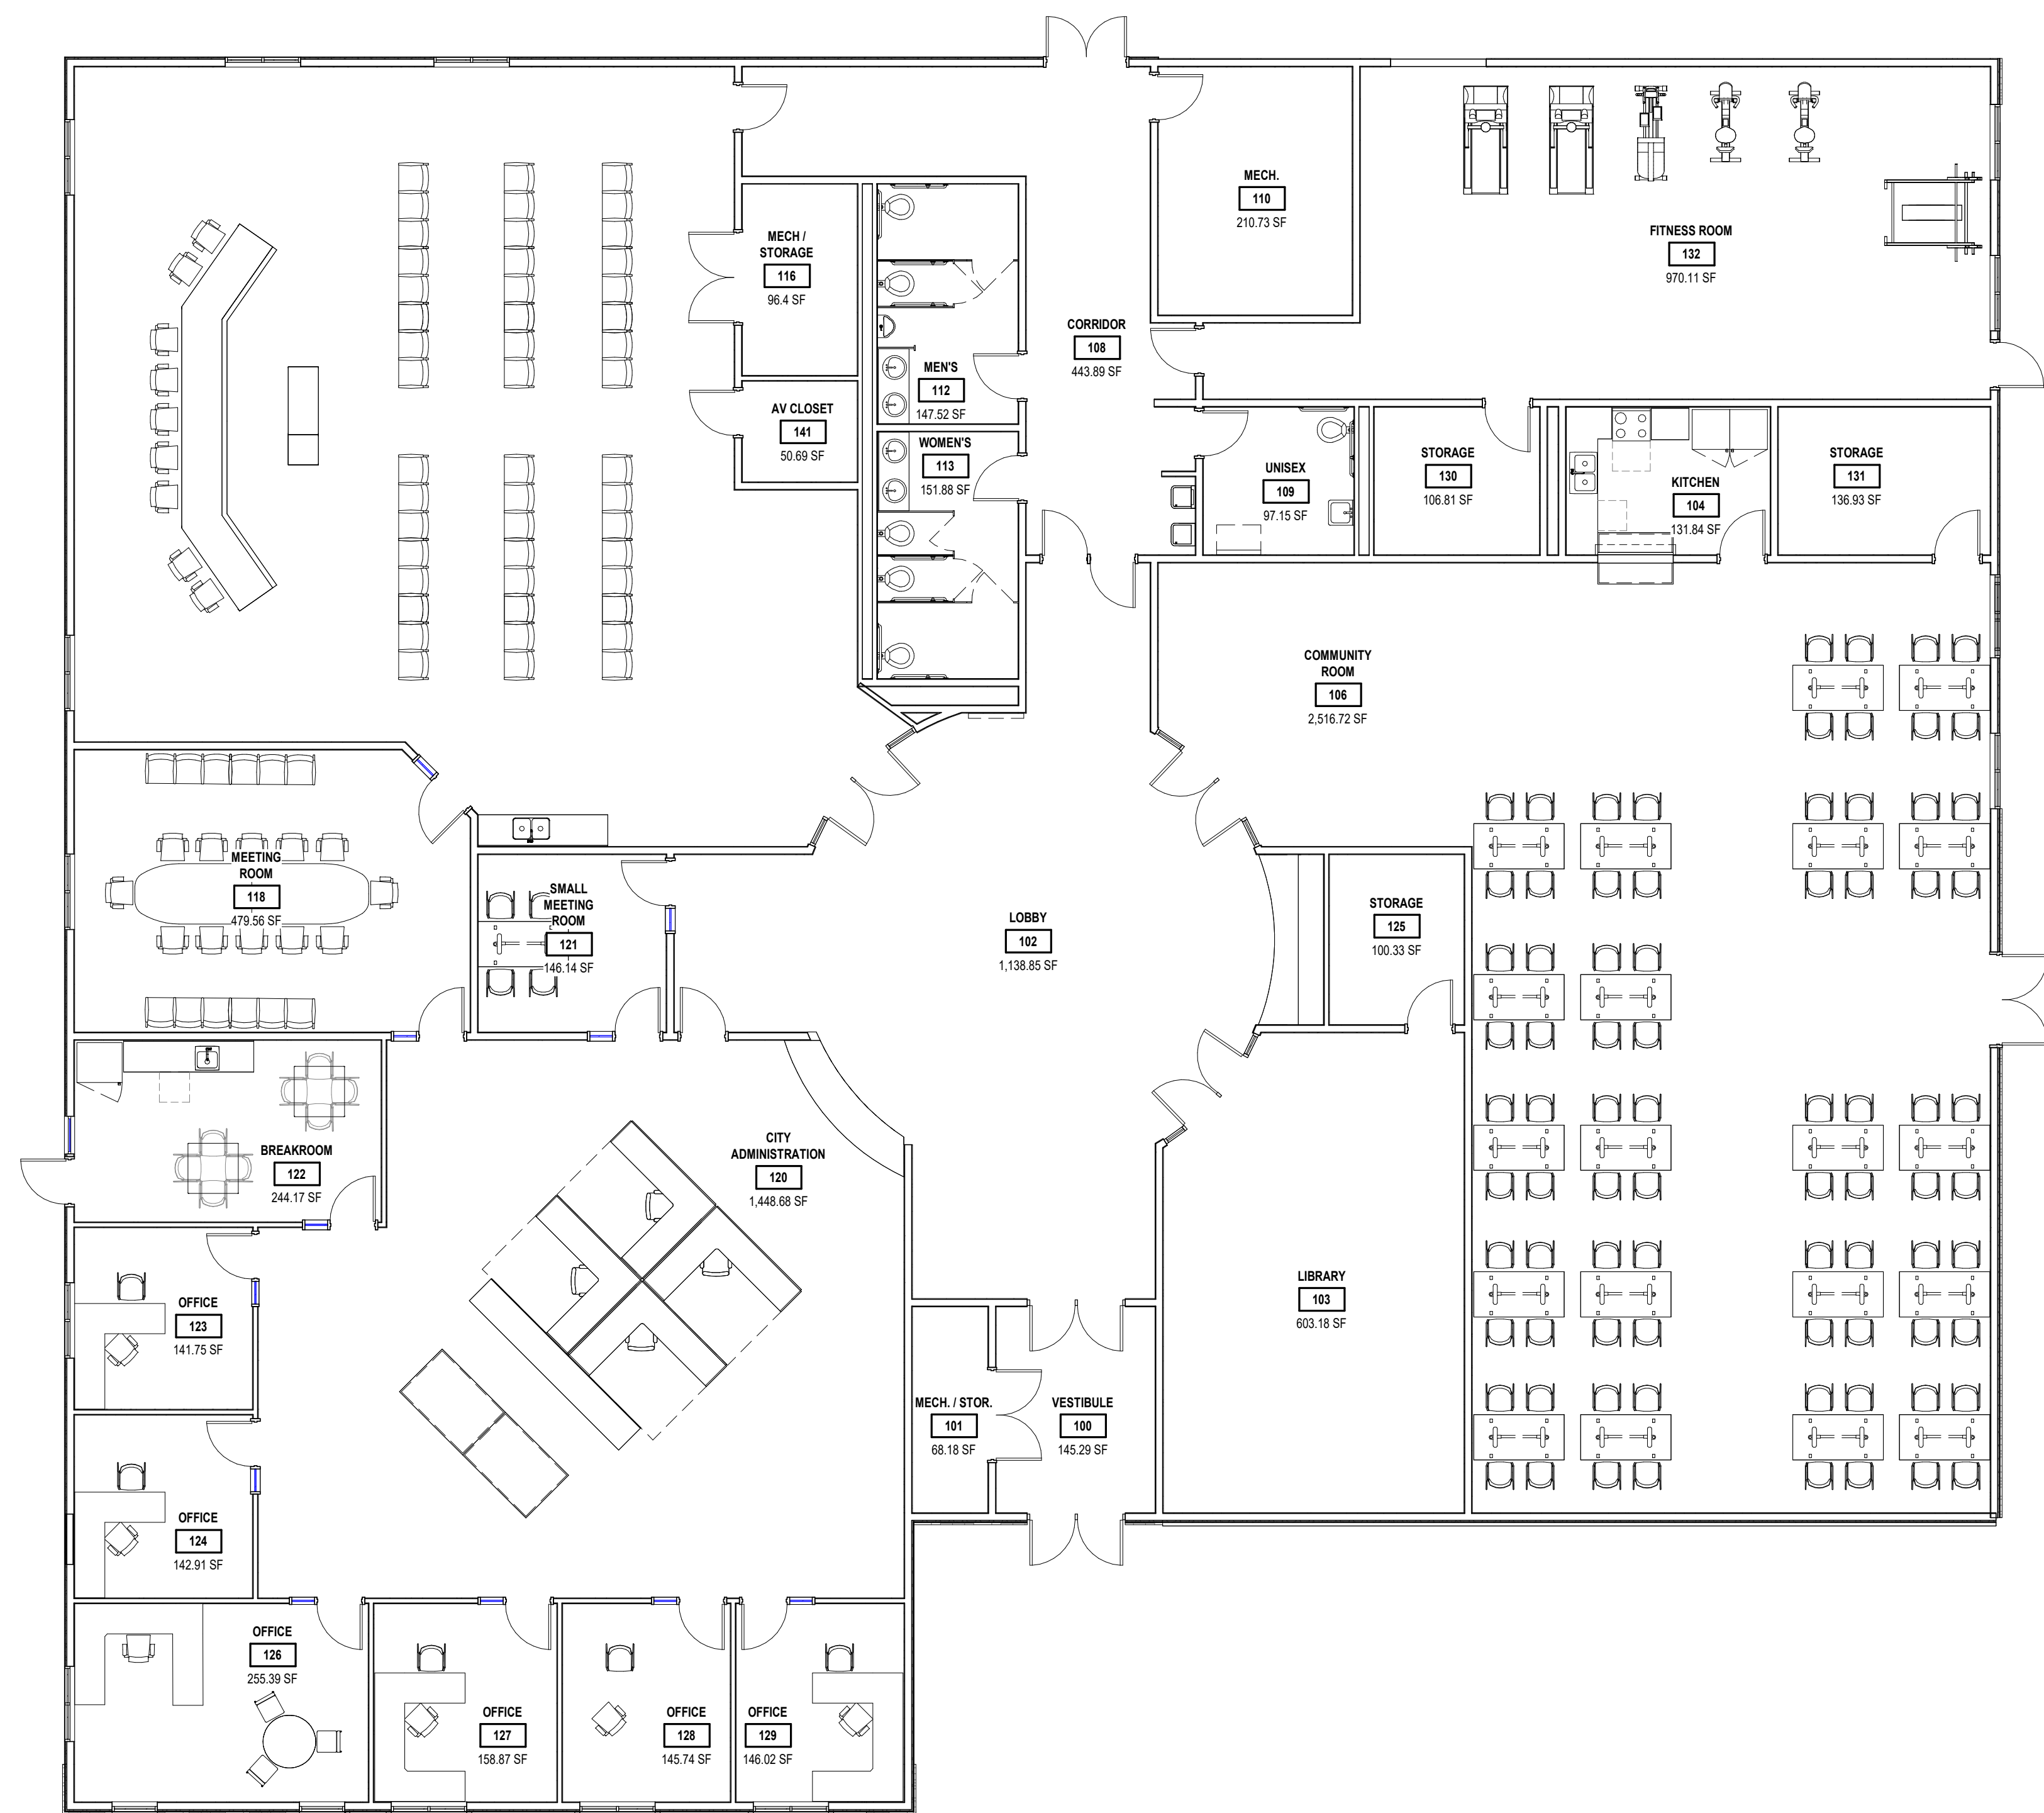 MECH.
110
210.73 SF
FITNESS ROOM
132
970.11 SF
MECH /
STORAGE
116
96.4 SF
CORRIDOR
108
443.89 SF
MEN'S
112
147.52 SF
AV CLOSET
141
50.69 SF
WOMEN'S
113
151.88 SF
UNISEX
109
97.15 SF
STORAGE
130
106.81 SF
KITCHEN
104
131.84 SF
STORAGE
131
136.93 SF
COMMUNITY
ROOM
106
2,516.72 SF
MEETING
ROOM
118
479.56 SF
SMALL
MEETING
ROOM
121
146.14 SF
LOBBY
102
1,138.85 SF
STORAGE
125
100.33 SF
BREAKROOM
122
244.17 SF
CITY
ADMINISTRATION
120
1,448.68 SF
OFFICE
123
141.75 SF
LIBRARY
103
603.18 SF
MECH. / STOR.
101
68.18 SF
VESTIBULE
100
145.29 SF
OFFICE
124
142.91 SF
OFFICE
126
255.39 SF
OFFICE
127
158.87 SF
OFFICE
128
145.74 SF
OFFICE
129
146.02 SF